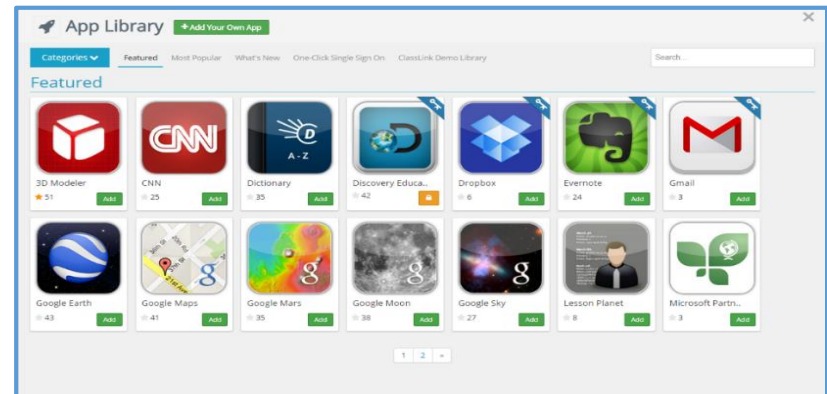 App Library + Add Your Own App
Categories Featured Most Popular What's New One-Click Single Sign On ClassLink Demo Library Search...
Featured
CNN
D
A - Z
3D Modeler CNN Dictionary Discovery Educa.. Dropbox Evernote Gmail
51 Add 25 Add 35 Add 42 6 Add 24 Add 3 Add
g g g g
Google Earth Google Maps Google Mars Google Moon Google Sky Lesson Planet Microsoft Partn..
43 Add 41 Add 35 Add 38 Add 27 Add 8 Add 3 Add
1 2 »